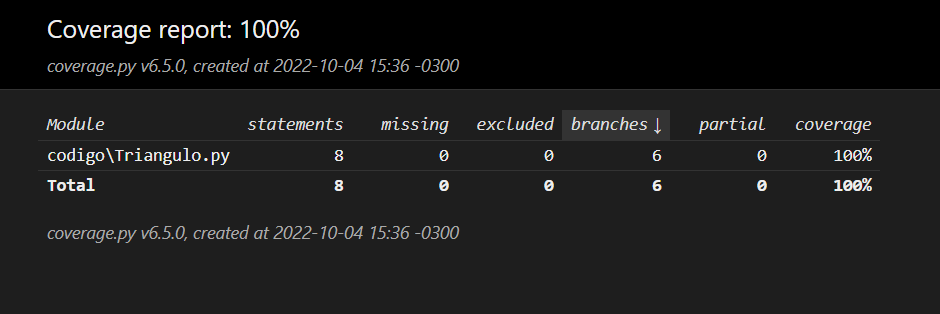 Coverage report: 100%
coverage.py v6.5.0, created at 2022-10-04 15:36 -0300
Module statements missing excluded branches ↓ partial coverage
codigo\Triangulo.py 8 0 0 6 0 100%
Total 8 0 0 6 0 100%
coverage.py v6.5.0, created at 2022-10-04 15:36 -0300